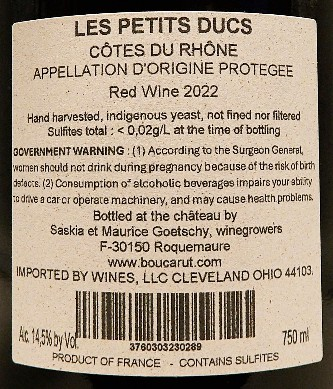 LES PETITS DUCS
CÔTES DU RHÔNE
APPELLATION D'ORIGINE PROTEGEE
Red Wine 2022
Hand harvested, indigenous yeast, not fined nor filtered
Sulfites total : < 0,02g/L at the time of bottling
GOVERNMENT WARNING : (1) According to the Surgeon General,
women should not drink during pregnancy because of the risk of birth
defects. (2) Consumption of alcoholic beverages impairs your ability
to drive a car or operate machinery, and may cause health problems.
Bottled at the château by
Saskia et Maurice Goetschy, winegrowers
F-30150 Roquemaure
www.boucarut.com
IMPORTED BY WINES, LLC CLEVELAND OHIO 44103.
Alc. 14,5% by Vol
3760303230289
750 ml
PRODUCT OF FRANCE - CONTAINS SULFITES